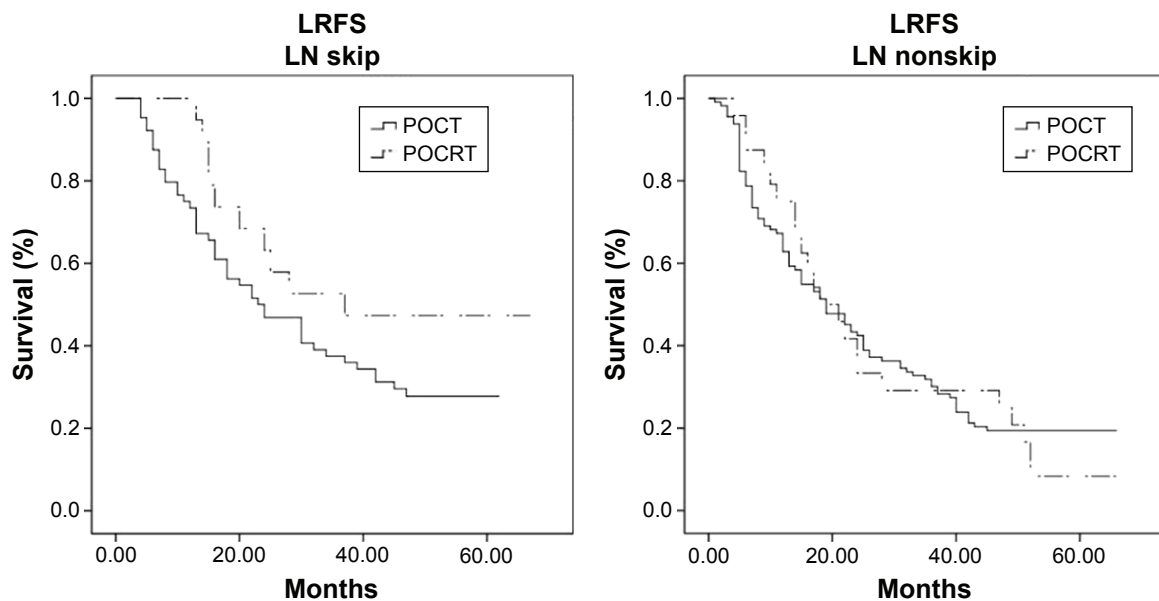 LRFS
LN skip
Survival (%)
1.0
0.8
0.6
0.4
0.2
0.0
POCT
POCRT
0.00 20.00 40.00 60.00
Months
LRFS
LN nonskip
Survival (%)
1.0
0.8
0.6
0.4
0.2
0.0
POCT
POCRT
0.00 20.00 40.00 60.00
Months